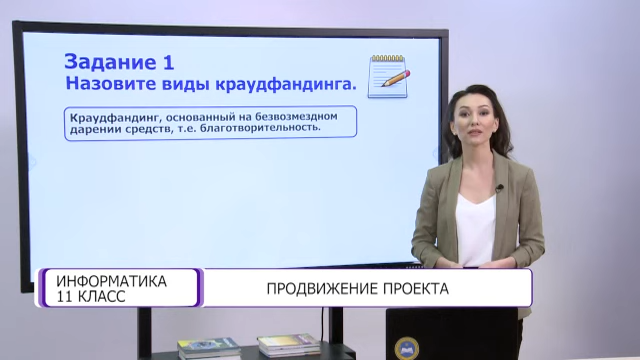 Задание 1
Назовите виды краудфандинга.
Краудфандинг, основанный на безвозмездном
дарении средств, т.е. благотворительность.
ИНФОРМАТИКА
11 КЛАСС
ПРОДВИЖЕНИЕ ПРОЕКТА